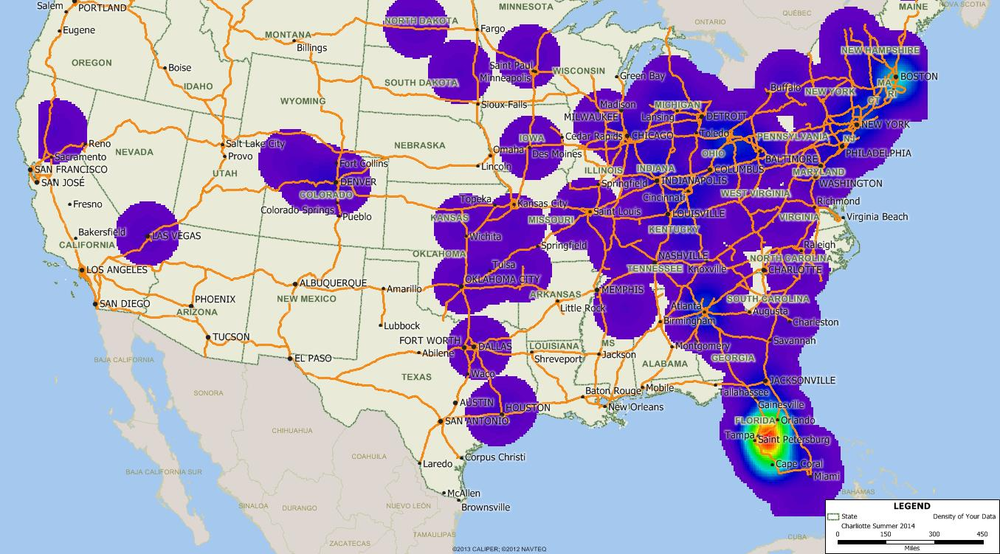 Salem
PORTLAND
MINNESOTA
MAINE
NOVA SCOTIA
QUÉBEC
ONTARIO
NORTH DAKOTA
Fargo
Eugene
MONTANA
Billings
NEW HAMPSHIRE
OREGON
Boise
IDAHO
Saint Paul
Minneapolis
WISCONSIN
Green Bay
BOSTON
SOUTH DAKOTA
MA
RI
CT
Buffalo
NEW YORK
WYOMING
Sioux-Falls
Madison
MICHIGAN
MILWAUKEE
Lansing
DETROIT
NEW YORK
Toledo
CHICAGO
Cedar Rapids
IOWA
PENNSYLVANIA
NJ
Reno
NEVADA
Salt Lake City
Provo
NEBRASKA
Omaha
Des Moines
OHIO
BALTIMORE
PHILADELPHIA
Sacramento
SAN FRANCISCO
SAN JOSÉ
UTAH
Fort Collins
DENVER
COLORADO
Lincoln
ILLINOIS
INDIANA
COLUMBUS
MARYLAND
Springfield
INDIANAPOLIS
WASHINGTON
Fresno
Colorado Springs
Pueblo
Topeka
Kansas City
KANSAS
MISSOURI
Saint Louis
Cincinnati
WEST VIRGINIA
Richmond
LOUISVILLE
VIRGINIA
Virginia Beach
KENTUCKY
Bakersfield
CALIFORNIA
LAS VEGAS
Wichita
Springfield
Raleigh
OKLAHOMA
NASHVILLE
NORTH CAROLINA
LOS ANGELES
Tulsa
TENNESSEE
Knoxville
CHARLOTTE
ALBUQUERQUE
Amarillo
OKLAHOMA CITY
MEMPHIS
SAN DIEGO
PHOENIX
ARIZONA
NEW MEXICO
ARKANSAS
Little Rock
Atlanta
SOUTH CAROLINA
Augusta
Birmingham
Charleston
TUCSON
Lubbock
FORT WORTH
DALLAS
Abilene
LOUISIANA
Shreveport
MS
Jackson
Montgomery
Savannah
GEORGIA
ALABAMA
BAJA CALIFORNIA
EL PASO
Waco
TEXAS
JACKSONVILLE
SONORA
AUSTIN
HOUSTON
Baton Rouge
Mobile
New Orleans
Tallahassee
Gainesville
FLORIDA
Orlando
CHIHUAHUA
SAN ANTONIO
Tampa
Saint Petersburg
COAHUILA
Corpus Christi
Laredo
Cape Coral
Miami
BAJA CALIFORNIA SUR
McAllen
Brownsville
BAHAMAS
SINALOA
DURANGO
NUEVO LEÓN
TAMAULIPAS
ZACATECAS
CUBA
©2013 CALIPER; ©2012 NAVTEQ
LEGEND
State
Density of Your Data
Charliotte Summer 2014
0 150 300 450
Miles